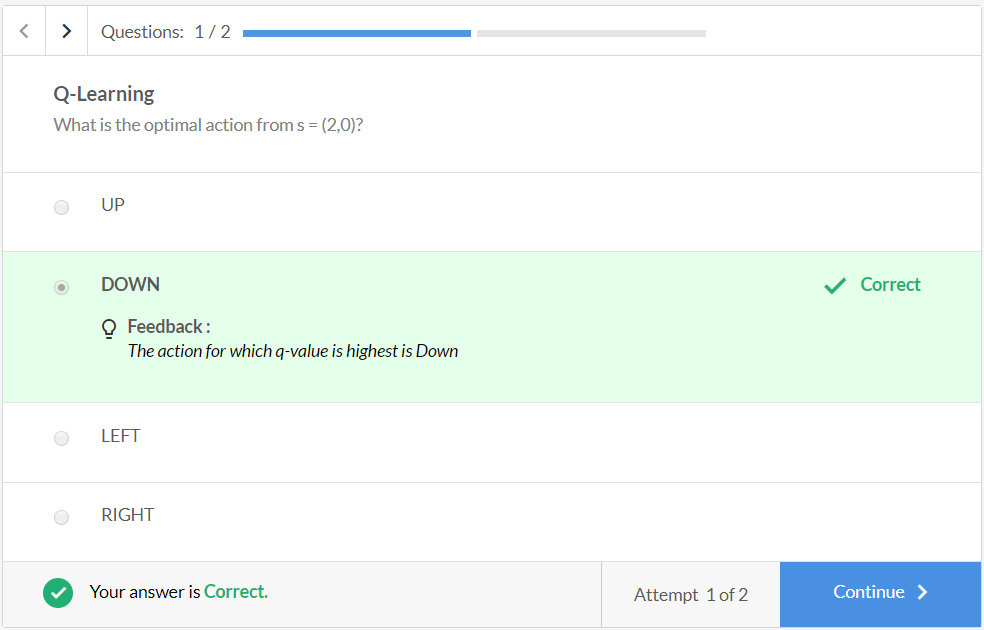 Questions: 1 / 2
Q-Learning
What is the optimal action from s = (2,0)?
UP
DOWN
Correct
Feedback :
The action for which q-value is highest is Down
LEFT
RIGHT
Your answer is Correct.
Attempt 1 of 2
Continue